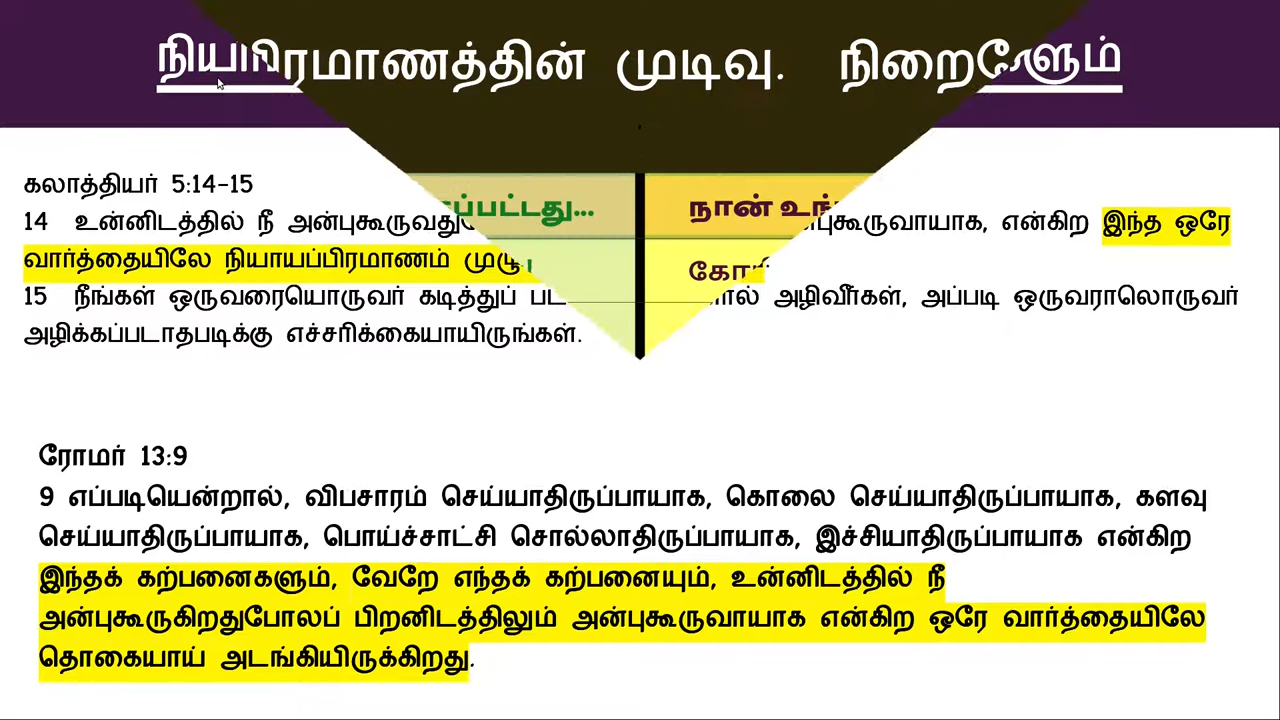 பிரமாணத்தின் முடிவு. நிறை
கலாத்தியர் 5:14-15
ப்பட்டது... நான் உங்
14 உன்னிடத்தில் நீ அன்புகூருவதுபோ புகூருவாயாக, என்கிற இந்த ஒரே
வார்த்தையிலே நியாயப்பிரமாணம் முழு
15 நீங்கள் ஒருவரையொருவர் கடித்துப் பட ால் அழிவீர்கள், அப்படி ஒருவராலொருவர்
அழிக்கப்படாதபடிக்கு எச்சரிக்கையாயிருங்கள்.
ரோமர் 13:9
9 எப்படியென்றால், விபசாரம் செய்யாதிருப்பாயாக, கொலை செய்யாதிருப்பாயாக, களவு
செய்யாதிருப்பாயாக, பொய்ச்சாட்சி சொல்லாதிருப்பாயாக, இச்சியாதிருப்பாயாக என்கிற
இந்தக் கற்பனைகளும், வேறே எந்தக் கற்பனையும், உன்னிடத்தில் நீ
அன்புகூருகிறதுபோலப் பிறனிடத்திலும் அன்புகூருவாயாக என்கிற ஒரே வார்த்தையிலே
தொகையாய் அடங்கியிருக்கிறது.